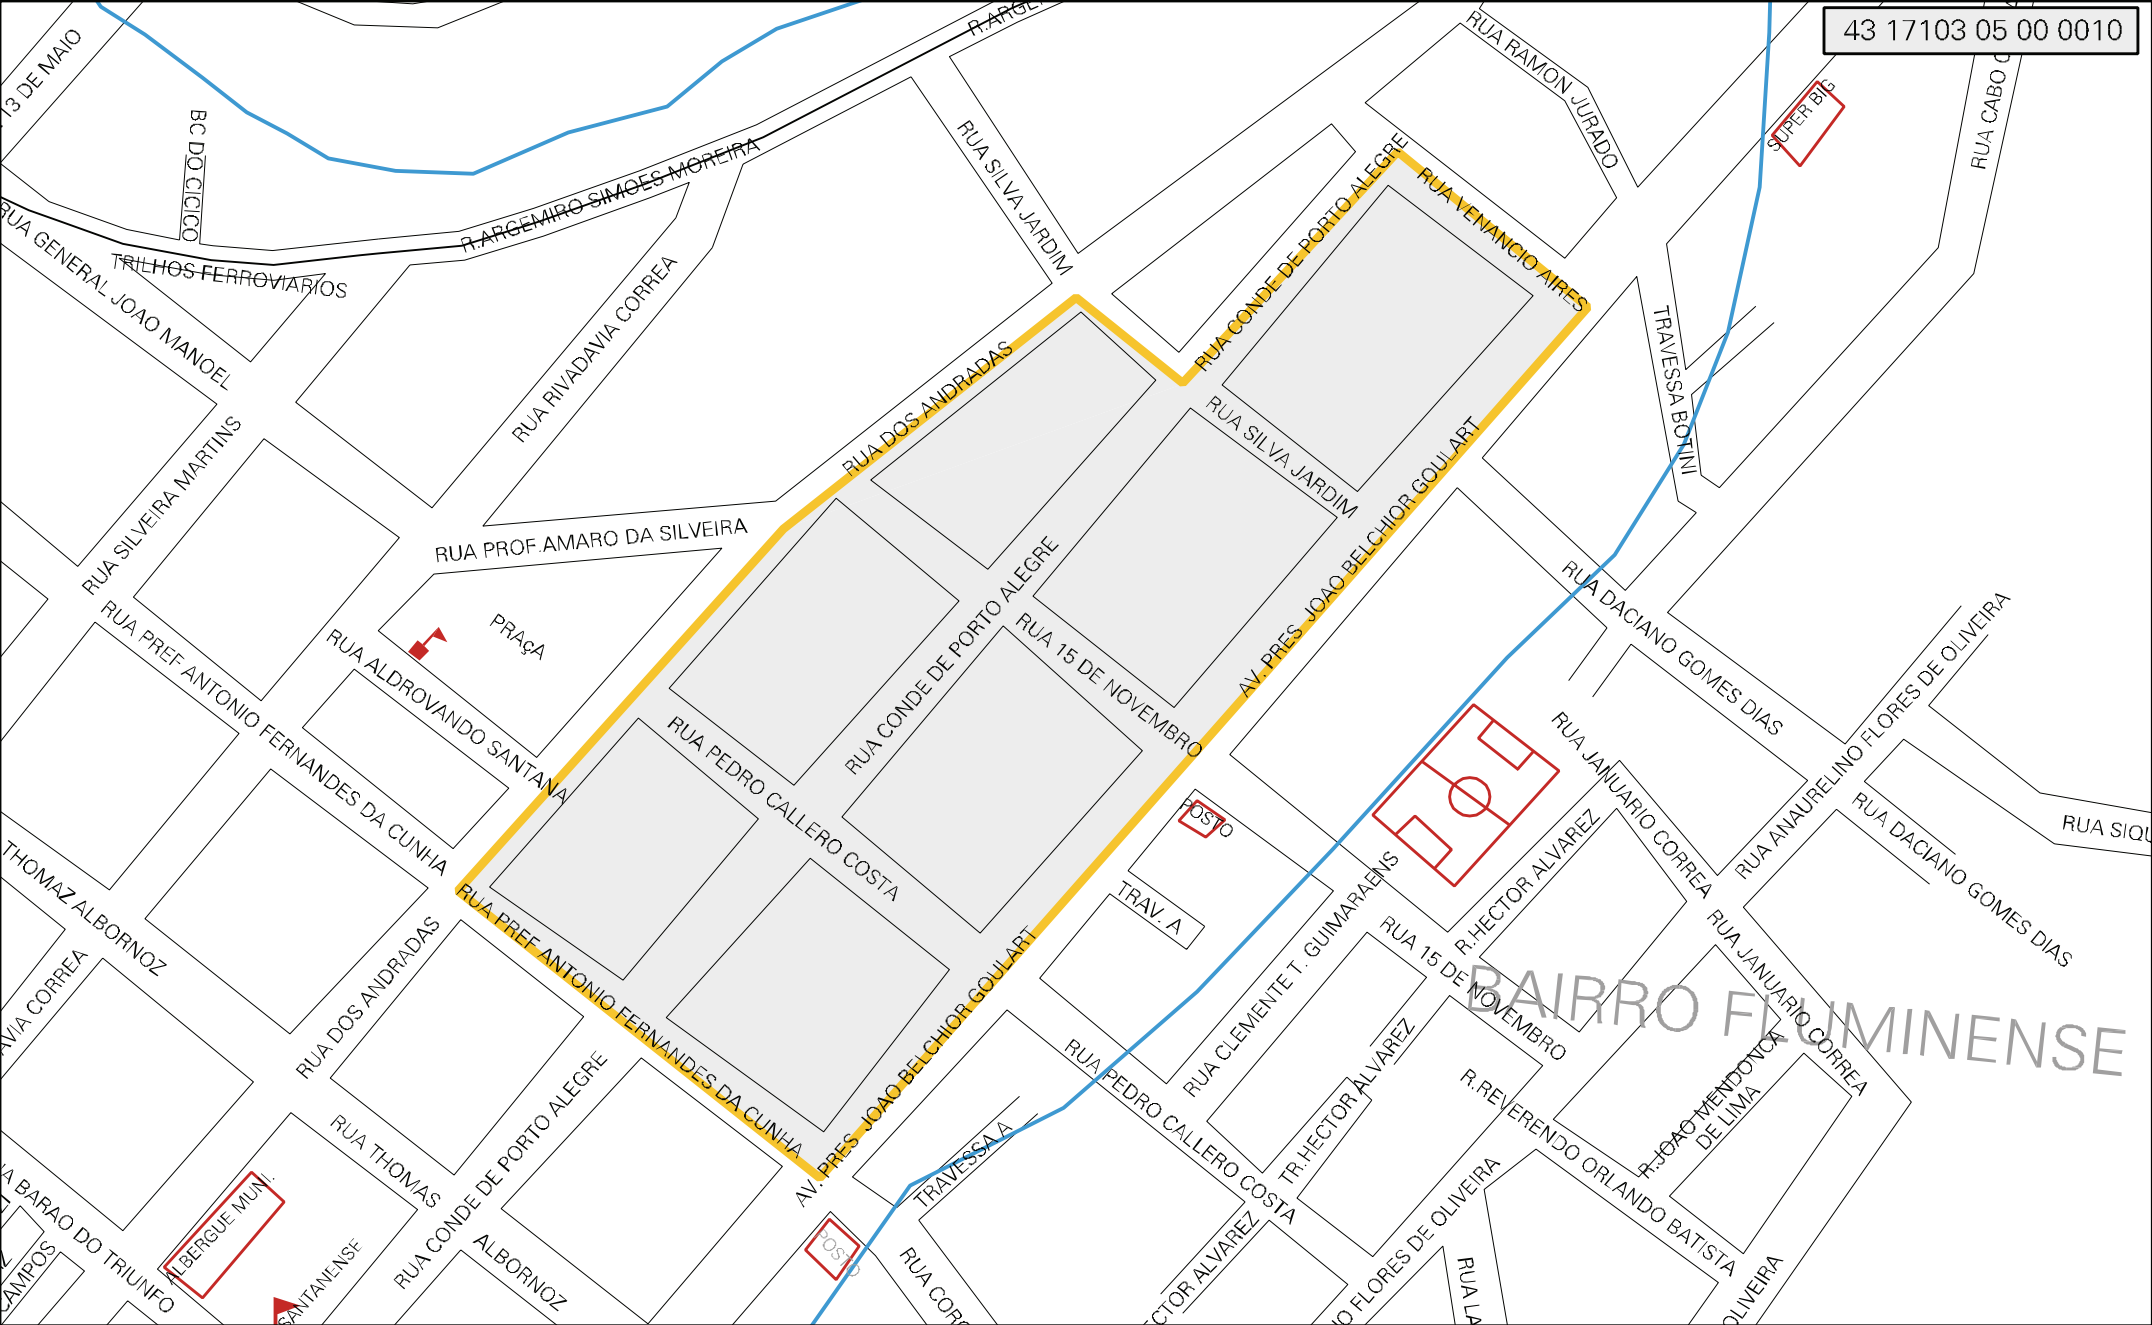 43 17103 05 00 0010
13 DE MAIO
BC DO CICICO
R.ARGE
RUA RAMON JURADO
SUPER BIG
RUA CABO
RUA SILVA JARDIM
R.ARGEMIRO SIMOES MOREIRA
RUA VENANCIO AIRES
RUA CONDE DE PORTO ALEGRE
RUA GENERAL JOAO MANOEL
TRILHOS FERROVIARIOS
RUA RIVADAVIA CORREA
TRAVESSA BOTINI
RUA DOS ANDRADAS
RUA SILVA JARDIM
RUA SILVEIRA MARTINS
AV. PRES JOAO BELCHIOR GOULART
RUA PROF.AMARO DA SILVEIRA
RUA CONDE DE PORTO ALEGRE
RUA DACIANO GOMES DIAS
RUA PREF ANTONIO FERNANDES DA CUNHA
PRAçA
RUA ALDROVANDO SANTANA
RUA 15 DE NOVEMBRO
RUA ANAURELINO FLORES DE OLIVEIRA
RUA PEDRO CALLERO COSTA
RUA JANUARIO CORREA
POSTO
RUA DACIANO GOMES DIAS
RUA SIQU
THOMAZ ALBORNOZ
TRAV. A
R.HECTOR ALVAREZ
RUA CLEMENTE T. GUIMARAENS
RUA PREF ANTONIO FERNANDES DA CUNHA
RUA 15 DE NOVEMBRO
RUA JANUARIO CORREA
AVIA CORREA
RUA DOS ANDRADAS
AV. PRES JOAO BELCHIOR GOULART
BAIRRO FLUMINENSE
TR.HECTOR ALVAREZ
RUA PEDRO CALLERO COSTA
R.REVERENDO ORLANDO BATISTA
R.JOAO MENDONCA
DE LIMA
RUA CONDE DE PORTO ALEGRE
RUA THOMAS
ALBORNOZ
TRAVESSA A
A BARAO DO TRIUNFO
ALBERGUE MUNI.
SANTANENSE
CAMPOS
POSTO
RUA CORO
CTOR ALVAREZ
O FLORES DE OLIVEIRA
RUA LA
OLIVEIRA